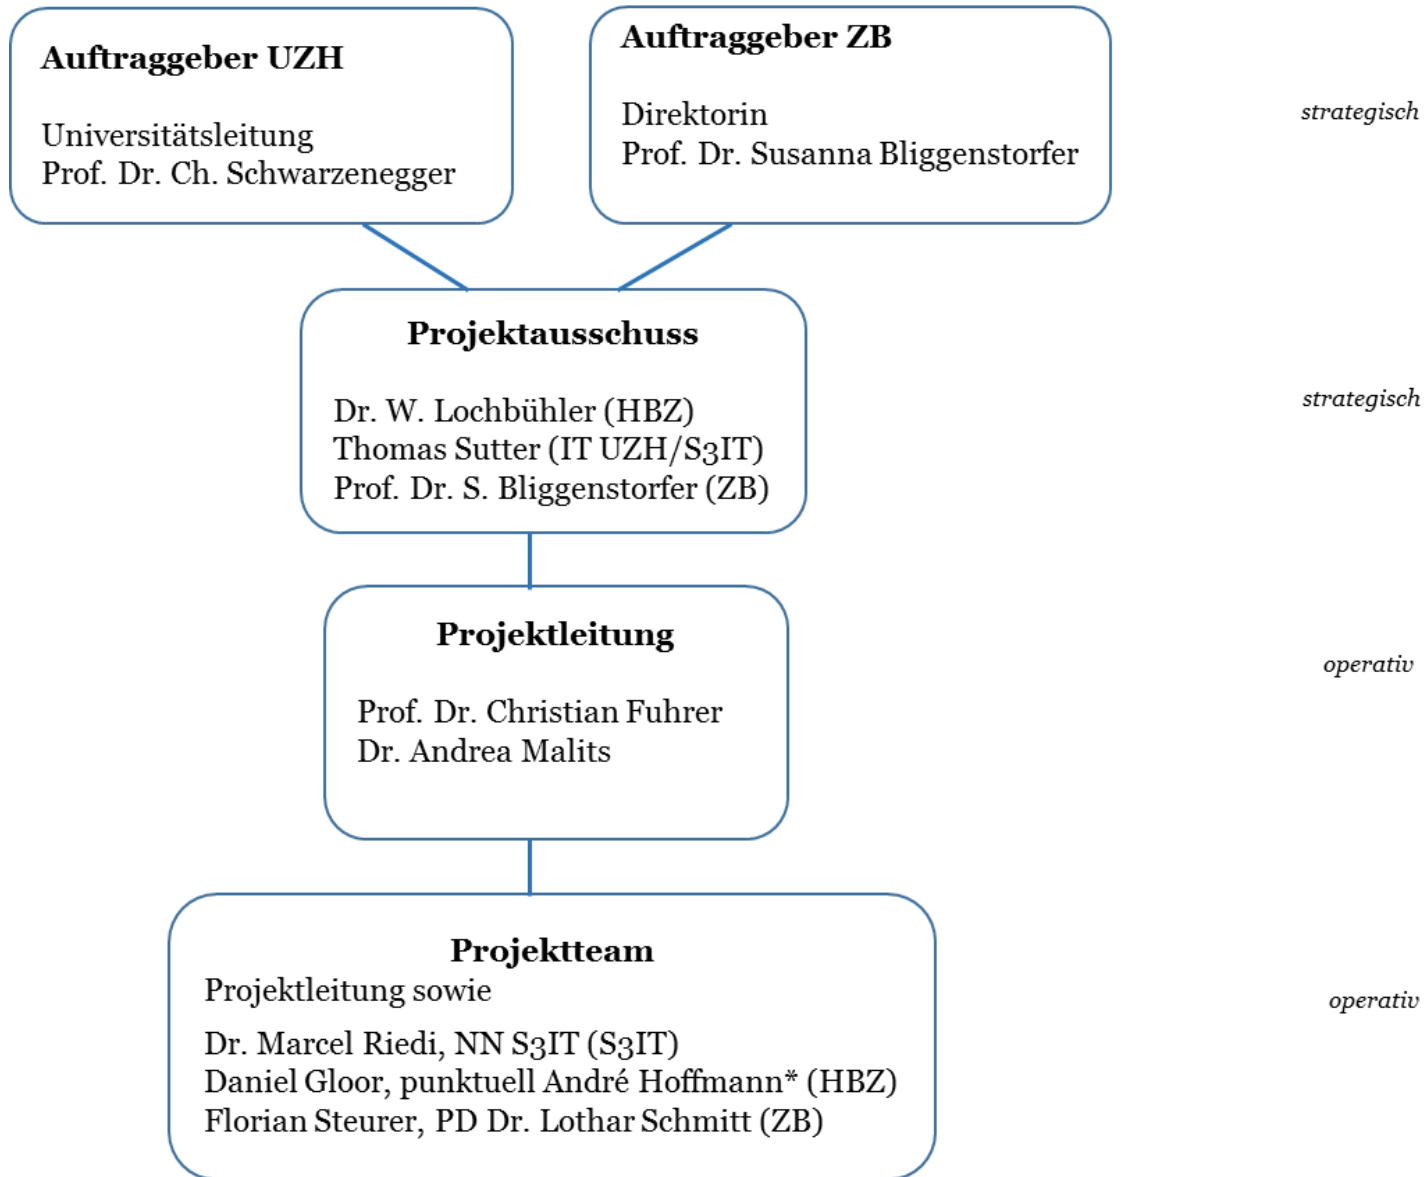 Auftraggeber UZH
Universitätsleitung
Prof. Dr. Ch. Schwarzenegger
Auftraggeber ZB
Direktorin
Prof. Dr. Susanna Bliggenstorfer
strategisch
Projektausschuss
Dr. W. Lochbühler (HBZ)
Thomas Sutter (IT UZH/S3IT)
Prof. Dr. S. Bliggenstorfer (ZB)
strategisch
Projektleitung
Prof. Dr. Christian Fuhrer
Dr. Andrea Malits
operativ
Projektteam
Projektleitung sowie
Dr. Marcel Riedi, NN S3IT (S3IT)
Daniel Gloor, punktuell André Hoffmann* (HBZ)
Florian Steurer, PD Dr. Lothar Schmitt (ZB)
operativ